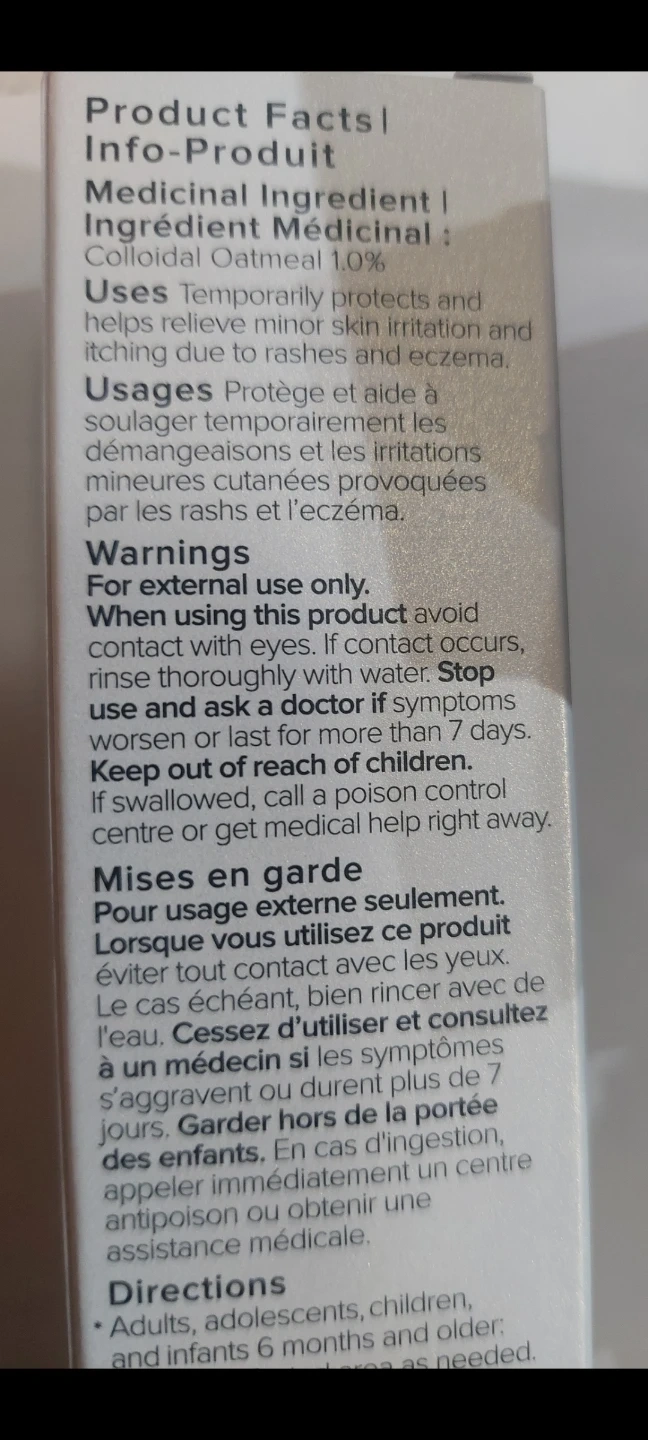 Product Facts|
Info-Produit
Medicinal Ingredient |
Ingrédient Médicinal :
Colloidal Oatmeal 1.0%
Uses Temporarily protects and
helps relieve minor skin irritation and
itching due to rashes and eczema.
Usages Protège et aide à
soulager temporairement les
démangeaisons et les irritations
mineures cutanées provoquées
par les rashs et l'eczéma.
Warnings
For external use only.
When using this product avoid
contact with eyes. If contact occurs,
rinse thoroughly with water. Stop
use and ask a doctor if symptoms
worsen or last for more than 7 days.
Keep out of reach of children.
If swallowed, call a poison control
centre or get medical help right away.
Mises en garde
Pour usage externe seulement.
Lorsque vous utilisez ce produit
éviter tout contact avec les yeux.
Le cas échéant, bien rincer avec de
l'eau. Cessez d'utiliser et consultez
à un médecin si les symptômes
s'aggravent ou durent plus de 7
jours. Garder hors de la portée
des enfants. En cas d'ingestion,
appeler immédiatement un centre
antipoison ou obtenir une
assistance médicale.
Directions
• Adults, adolescents, children,
and infants 6 months and older:
as needed.